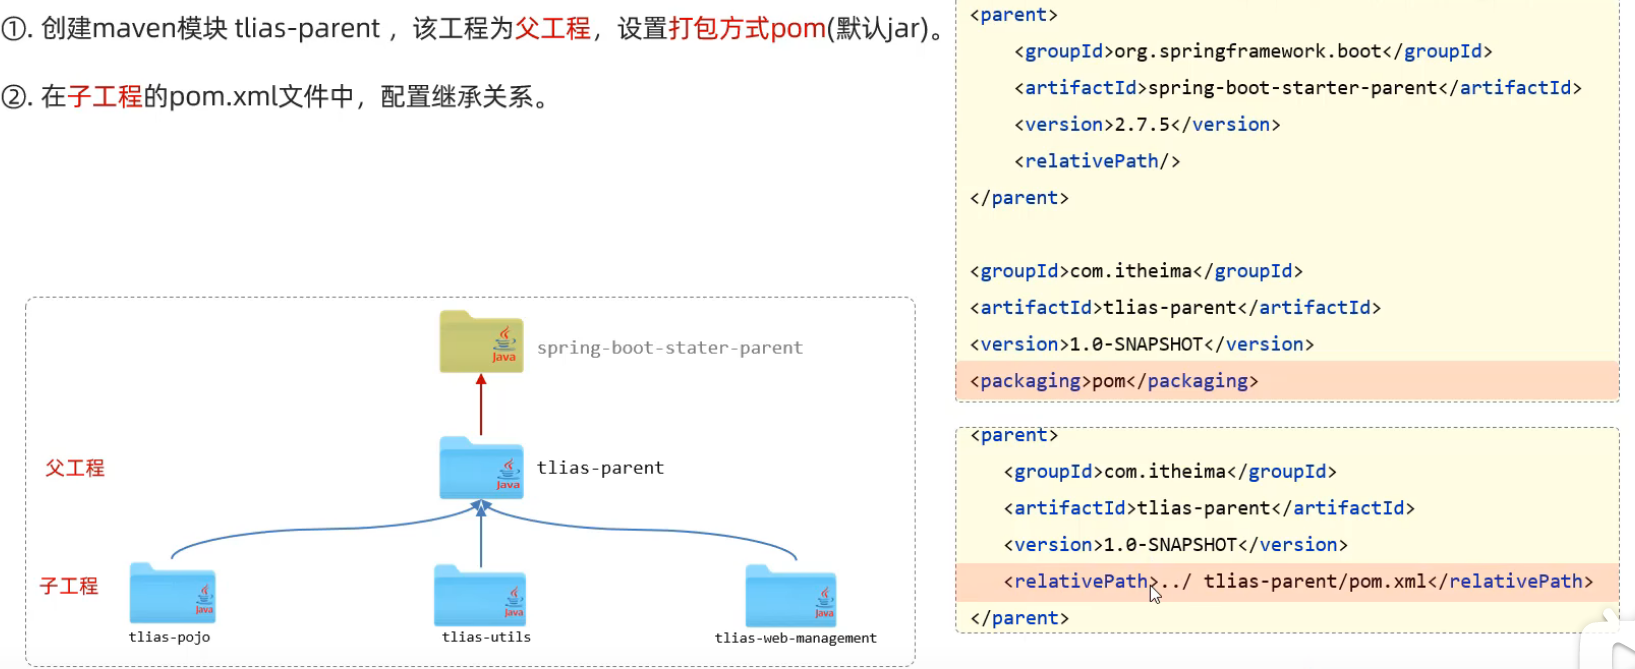 ①. 创建maven模块 tlias-parent ，该工程为父工程，设置打包方式pom(默认jar)。
②. 在子工程的pom.xml文件中，配置继承关系。
<parent>
<groupId>org.springframework.boot</groupId>
<artifactId>spring-boot-starter-parent</artifactId>
<version>2.7.5</version>
<relativePath/>
</parent>
<groupId>com.itheima</groupId>
<artifactId>tlias-parent</artifactId>
<version>1.0-SNAPSHOT</version>
<packaging>pom</packaging>
<parent>
<groupId>com.itheima</groupId>
<artifactId>tlias-parent</artifactId>
<version>1.0-SNAPSHOT</version>
<relativePath>../ tlias-parent/pom.xml</relativePath>
</parent>
Java
spring-boot-stater-parent
父工程
Java
tlias-parent
子工程
Java
Java
Java
tlias-pojo
tlias-utils
tlias-web-management